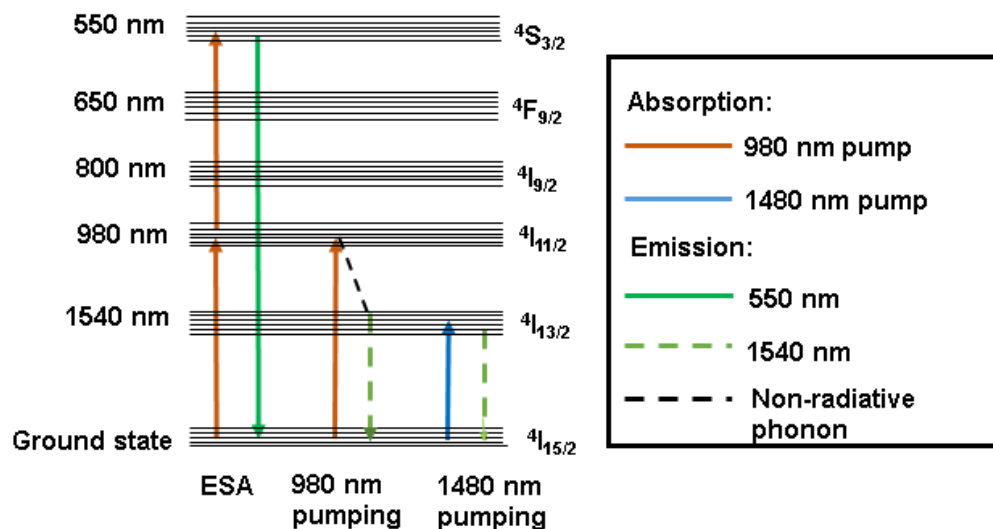 550 nm
4S3/2
650 nm
4F9/2
800 nm
4I9/2
980 nm
4I11/2
1540 nm
4I13/2
Ground state
4I15/2
ESA
980 nm
pumping
1480 nm
pumping
Absorption:
980 nm pump
1480 nm pump
Emission:
550 nm
1540 nm
Non-radiative
phonon